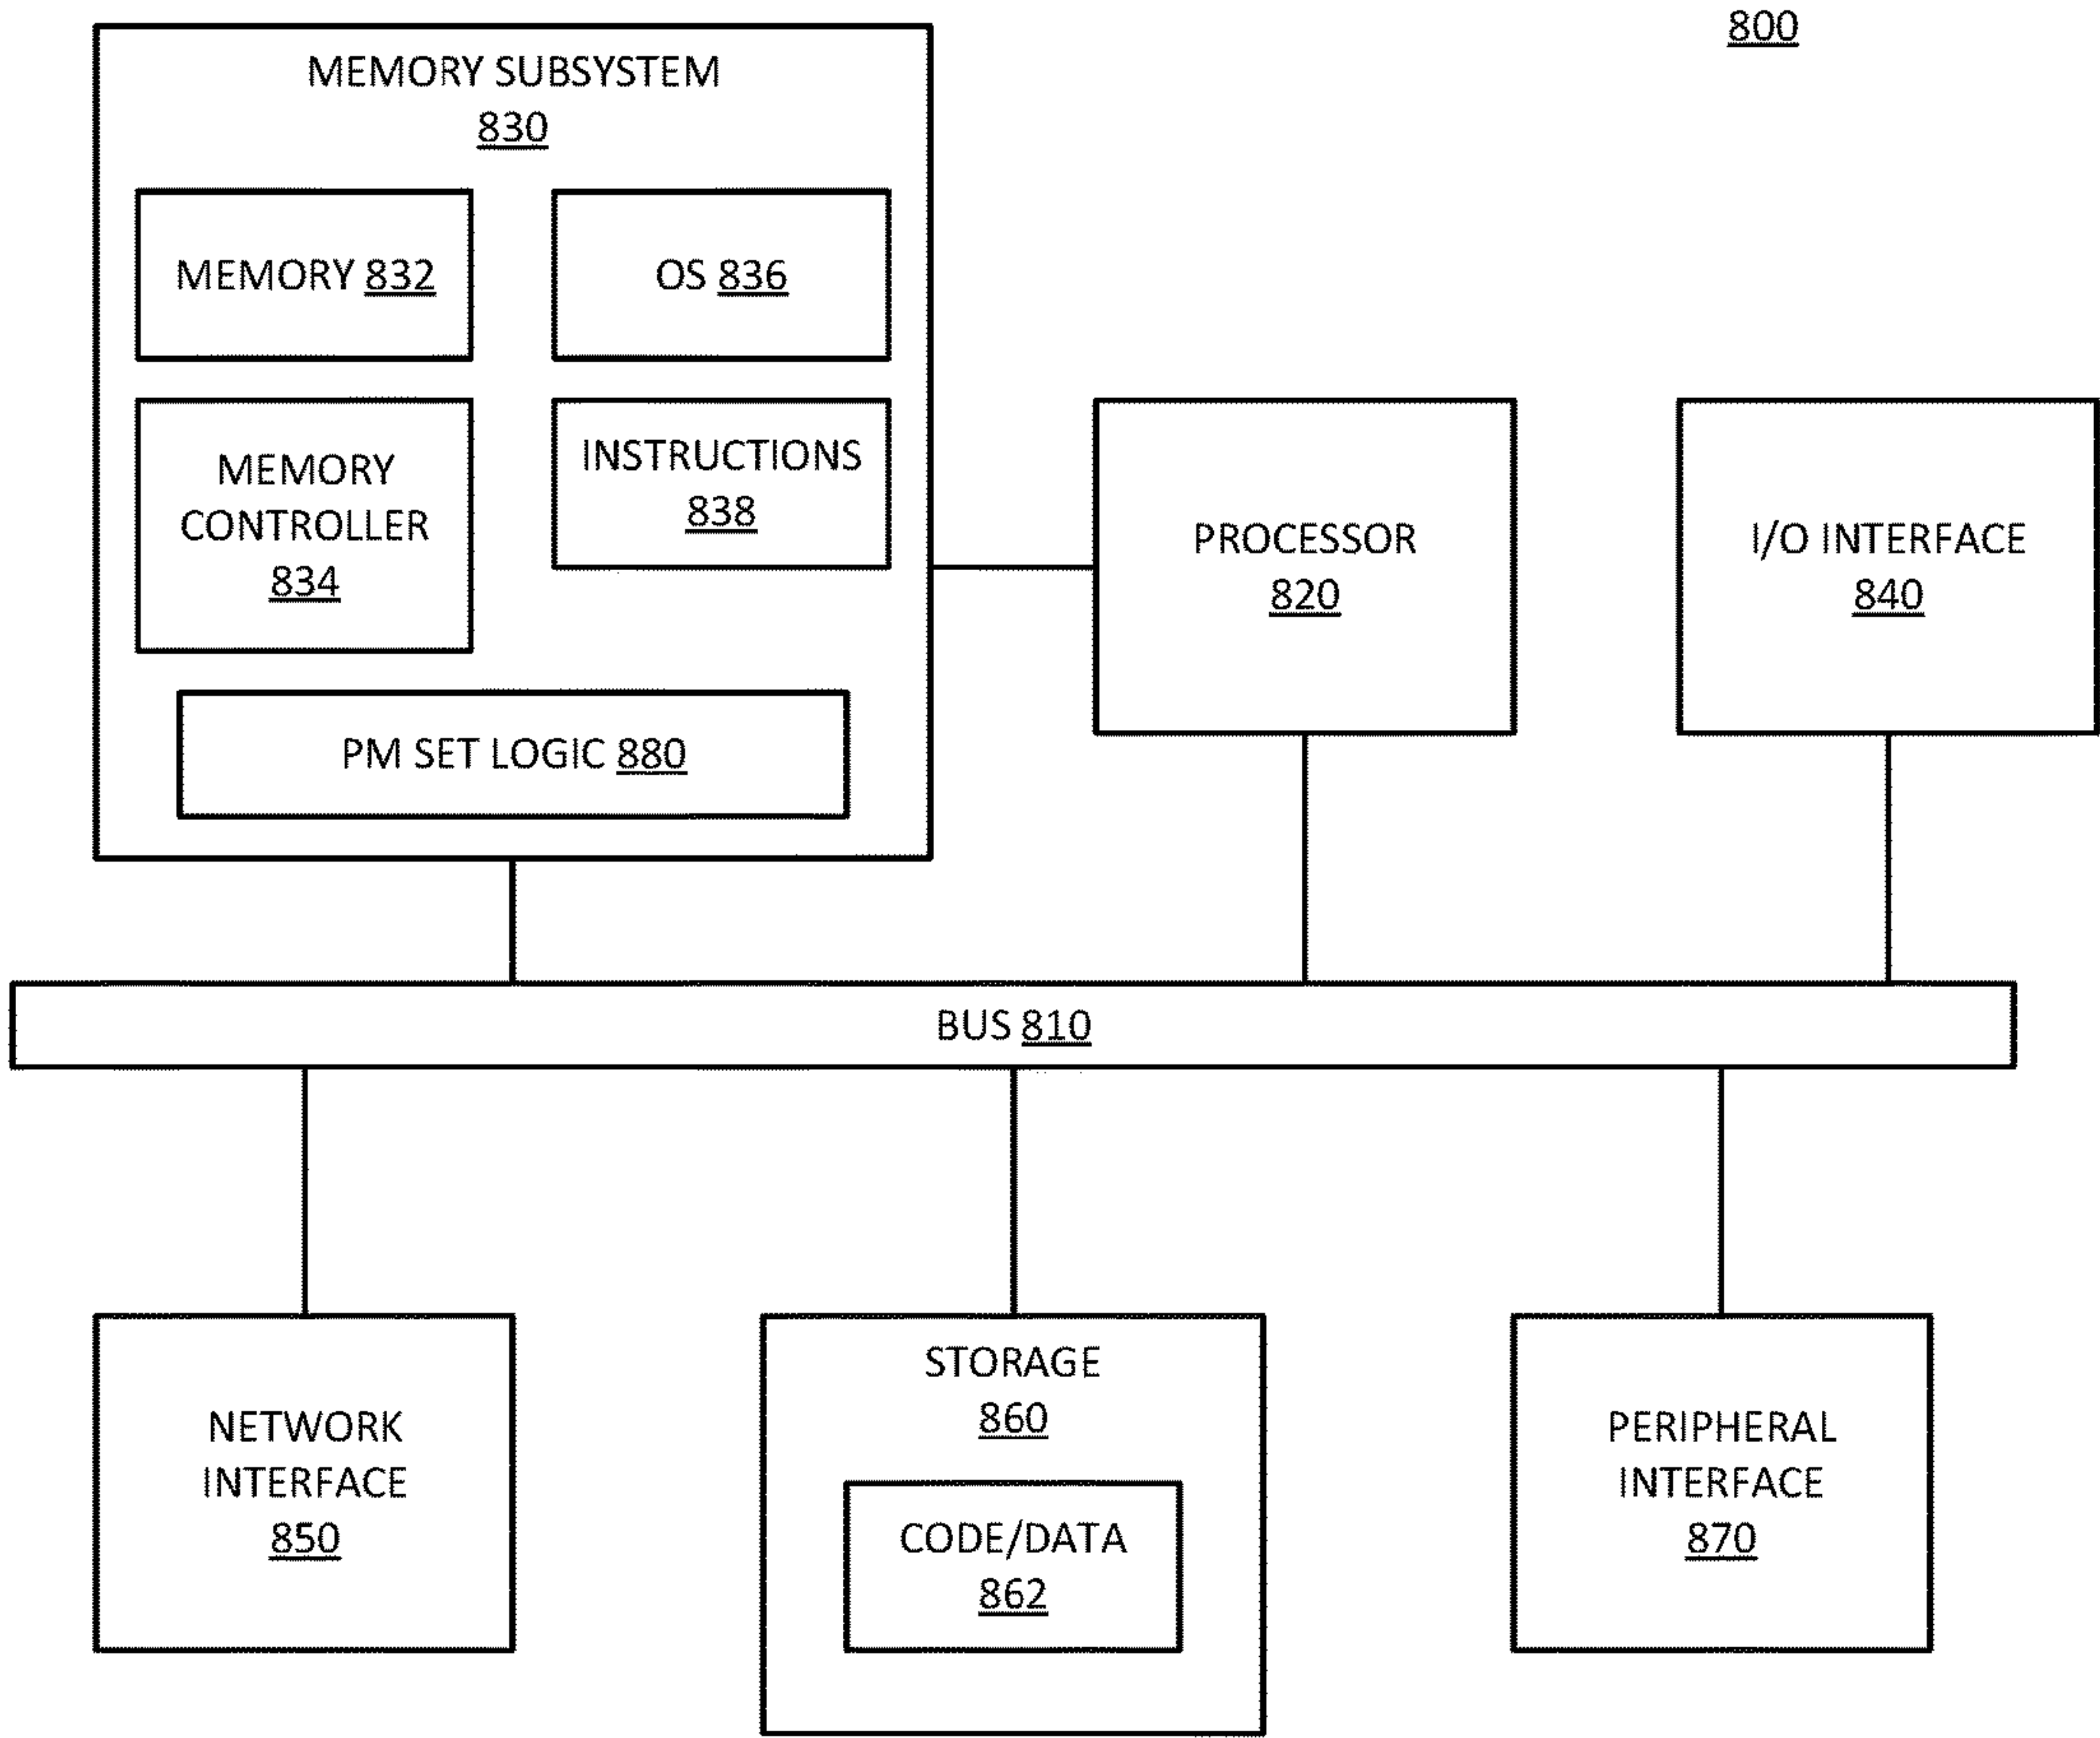 800
MEMORY SUBSYSTEM
830
MEMORY 832
OS 836
MEMORY
CONTROLLER
834
INSTRUCTIONS
838
PM SET LOGIC 880
PROCESSOR
820
I/O INTERFACE
840
BUS 810
NETWORK
INTERFACE
850
STORAGE
860
CODE/DATA
862
PERIPHERAL
INTERFACE
870